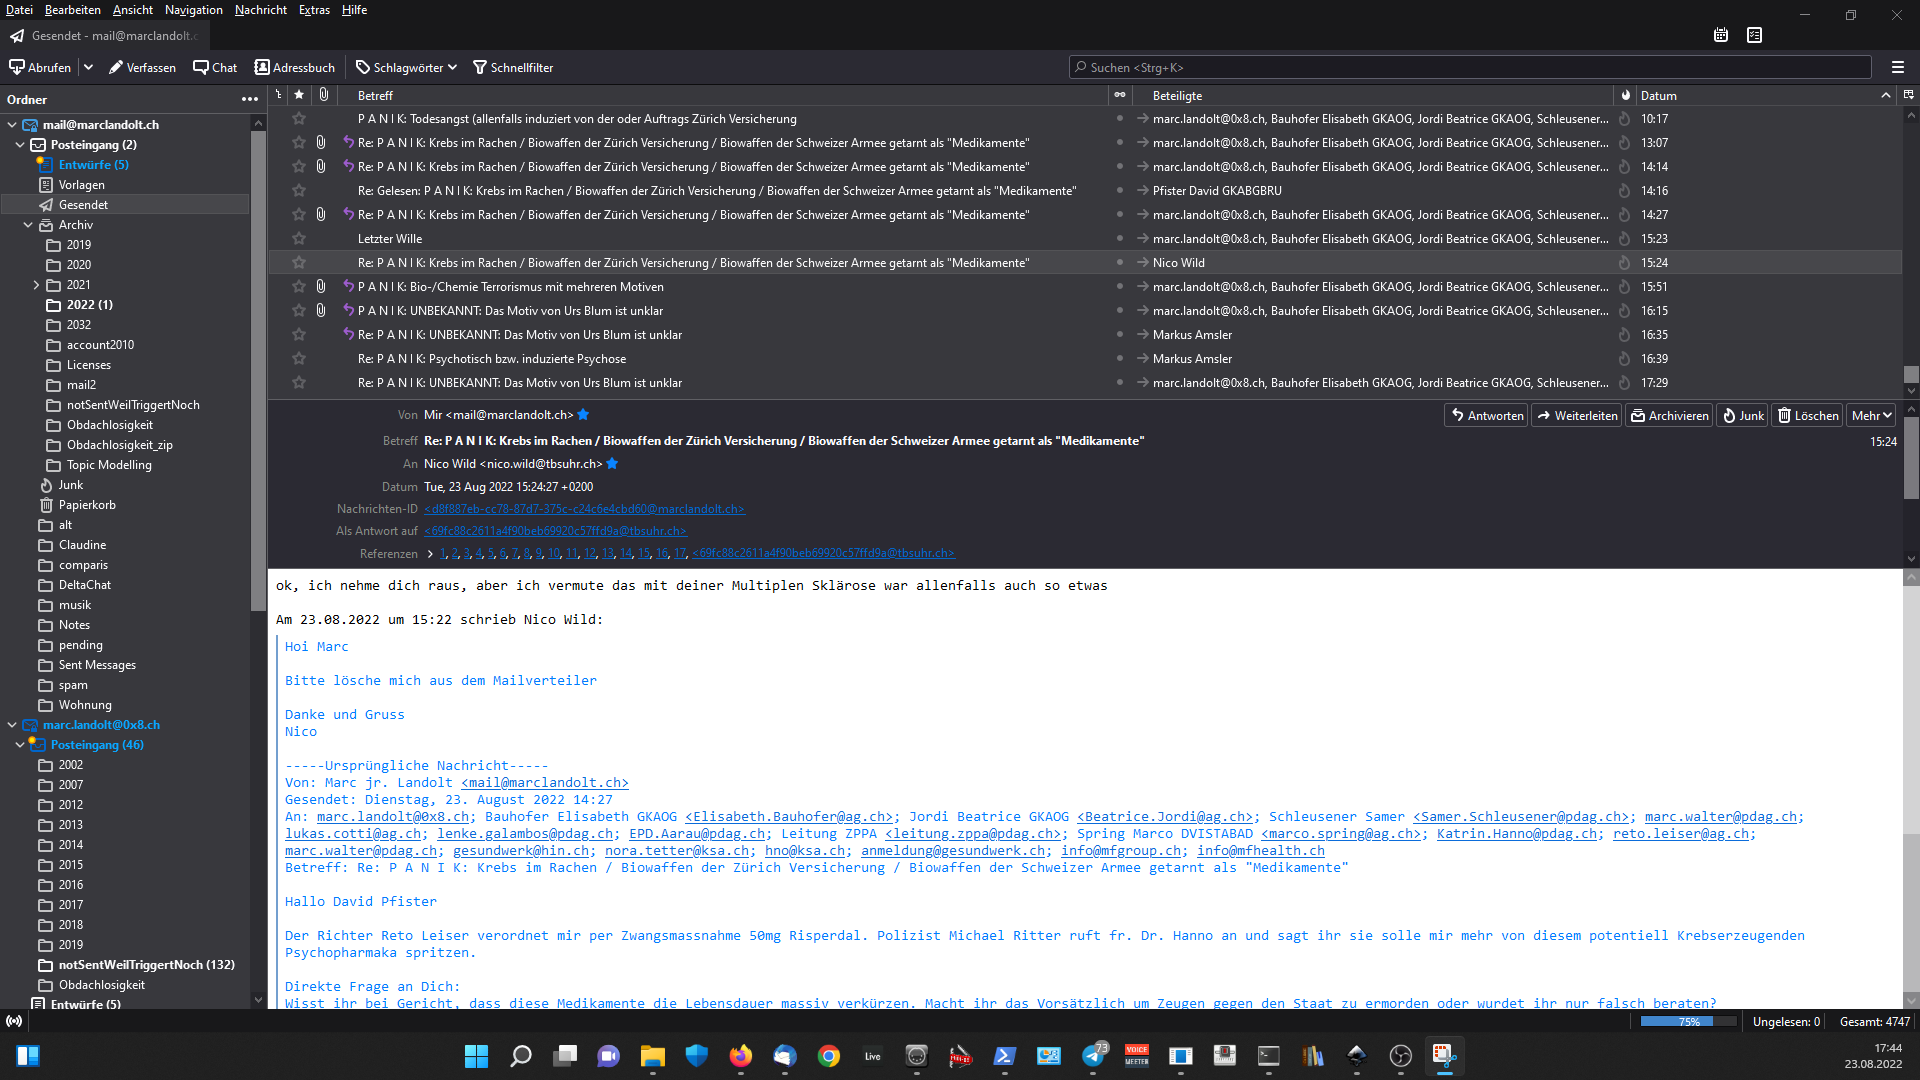 Datei Bearbeiten Ansicht Navigation Nachricht Extras Hilfe
Gesendet - mail@marclandolt.c
Abrufen Verfassen Chat Adressbuch Schlagwörter Schnellfilter Suchen <Strg+K>
Ordner
mail@marclandolt.ch
Posteingang (2)
Entwürfe (5)
Vorlagen
Gesendet
Archiv
2019
2020
2021
2022 (1)
2032
account2010
Licenses
mail2
notSentWeilTriggertNoch
Obdachlosigkeit
Obdachlosigkeit_zip
Topic Modelling
Junk
Papierkorb
alt
Claudine
comparis
DeltaChat
musik
Notes
pending
Sent Messages
spam
Wohnung
marc.landolt@0x8.ch
Posteingang (46)
2002
2007
2012
2013
2014
2015
2016
2017
2018
2019
notSentWeilTriggertNoch (132)
Obdachlosigkeit
Entwürfe (5)
Betreff Beteiligte Datum
P A N I K: Todesangst (allenfalls induziert von der oder Auftrags Zürich Versicherung marc.landolt@0x8.ch, Bauhofer Elisabeth GKAOG, Jordi Beatrice GKAOG, Schleusener... 10:17
Re: P A N I K: Krebs im Rachen / Biowaffen der Zürich Versicherung / Biowaffen der Schweizer Armee getarnt als "Medikamente" marc.landolt@0x8.ch, Bauhofer Elisabeth GKAOG, Jordi Beatrice GKAOG, Schleusener... 13:07
Re: P A N I K: Krebs im Rachen / Biowaffen der Zürich Versicherung / Biowaffen der Schweizer Armee getarnt als "Medikamente" marc.landolt@0x8.ch, Bauhofer Elisabeth GKAOG, Jordi Beatrice GKAOG, Schleusener... 14:14
Re: Gelesen: P A N I K: Krebs im Rachen / Biowaffen der Zürich Versicherung / Biowaffen der Schweizer Armee getarnt als "Medikamente" Pfister David GKABGBRU 14:16
Re: P A N I K: Krebs im Rachen / Biowaffen der Zürich Versicherung / Biowaffen der Schweizer Armee getarnt als "Medikamente" marc.landolt@0x8.ch, Bauhofer Elisabeth GKAOG, Jordi Beatrice GKAOG, Schleusener... 14:27
Letzter Wille marc.landolt@0x8.ch, Bauhofer Elisabeth GKAOG, Jordi Beatrice GKAOG, Schleusener... 15:23
Re: P A N I K: Krebs im Rachen / Biowaffen der Zürich Versicherung / Biowaffen der Schweizer Armee getarnt als "Medikamente" Nico Wild 15:24
P A N I K: Bio-/Chemie Terrorismus mit mehreren Motiven marc.landolt@0x8.ch, Bauhofer Elisabeth GKAOG, Jordi Beatrice GKAOG, Schleusener... 15:51
P A N I K: UNBEKANNT: Das Motiv von Urs Blum ist unklar marc.landolt@0x8.ch, Bauhofer Elisabeth GKAOG, Jordi Beatrice GKAOG, Schleusener... 16:15
Re: P A N I K: UNBEKANNT: Das Motiv von Urs Blum ist unklar Markus Amsler 16:35
Re: P A N I K: Psychotisch bzw. induzierte Psychose Markus Amsler 16:39
Re: P A N I K: UNBEKANNT: Das Motiv von Urs Blum ist unklar marc.landolt@0x8.ch, Bauhofer Elisabeth GKAOG, Jordi Beatrice GKAOG, Schleusener... 17:29
Von Mir <mail@marclandolt.ch> Antworten Weiterleiten Archivieren Junk Löschen Mehr
Betreff Re: P A N I K: Krebs im Rachen / Biowaffen der Zürich Versicherung / Biowaffen der Schweizer Armee getarnt als "Medikamente" 15:24
An Nico Wild <nico.wild@tbsuhr.ch>
Datum Tue, 23 Aug 2022 15:24:27 +0200
Nachrichten-ID <d8f887eb-cc78-87d7-375c-c24c6e4cbd60@marclandolt.ch>
Als Antwort auf <69fc88c2611a4f90beb69920c57ffd9a@tbsuhr.ch>
Referenzen 1, 2, 3, 4, 5, 6, 7, 8, 9, 10, 11, 12, 13, 14, 15, 16, 17, <69fc88c2611a4f90beb69920c57ffd9a@tbsuhr.ch>
ok, ich nehme dich raus, aber ich vermute das mit deiner Multiplen Sklärose war allenfalls auch so etwas
Am 23.08.2022 um 15:22 schrieb Nico Wild:
Hoi Marc
Bitte lösche mich aus dem Mailverteiler
Danke und Gruss
Nico
-----Ursprüngliche Nachricht-----
Von: Marc jr. Landolt <mail@marclandolt.ch>
Gesendet: Dienstag, 23. August 2022 14:27
An: marc.landolt@0x8.ch; Bauhofer Elisabeth GKAOG <Elisabeth.Bauhofer@ag.ch>; Jordi Beatrice GKAOG <Beatrice.Jordi@ag.ch>; Schleusener Samer <Samer.Schleusener@pdag.ch>; marc.walter@pdag.ch;
lukas.cotti@ag.ch; lenke.galambos@pdag.ch; EPD.Aarau@pdag.ch; Leitung ZPPA <leitung.zppa@pdag.ch>; Spring Marco DVISTABAD <marco.spring@ag.ch>; Katrin.Hanno@pdag.ch; reto.leiser@ag.ch;
marc.walter@pdag.ch; gesundwerk@hin.ch; nora.tetter@ksa.ch; hno@ksa.ch; anmeldung@gesundwerk.ch; info@mfgroup.ch; info@mfhealth.ch
Betreff: Re: P A N I K: Krebs im Rachen / Biowaffen der Zürich Versicherung / Biowaffen der Schweizer Armee getarnt als "Medikamente"
Hallo David Pfister
Der Richter Reto Leiser verordnet mir per Zwangsmassnahme 50mg Risperdal. Polizist Michael Ritter ruft fr. Dr. Hanno an und sagt ihr sie solle mir mehr von diesem potentiell Krebserzeugenden
Psychopharmaka spritzen.
Direkte Frage an Dich:
Wisst ihr bei Gericht, dass diese Medikamente die Lebensdauer massiv verkürzen. Macht ihr das Vorsätzlich um Zeugen gegen den Staat zu ermorden oder wurdet ihr nur falsch beraten?
75% Ungelesen: 0 Gesamt: 4747
Live 73 VOICE MEETER
17:44
23.08.2022